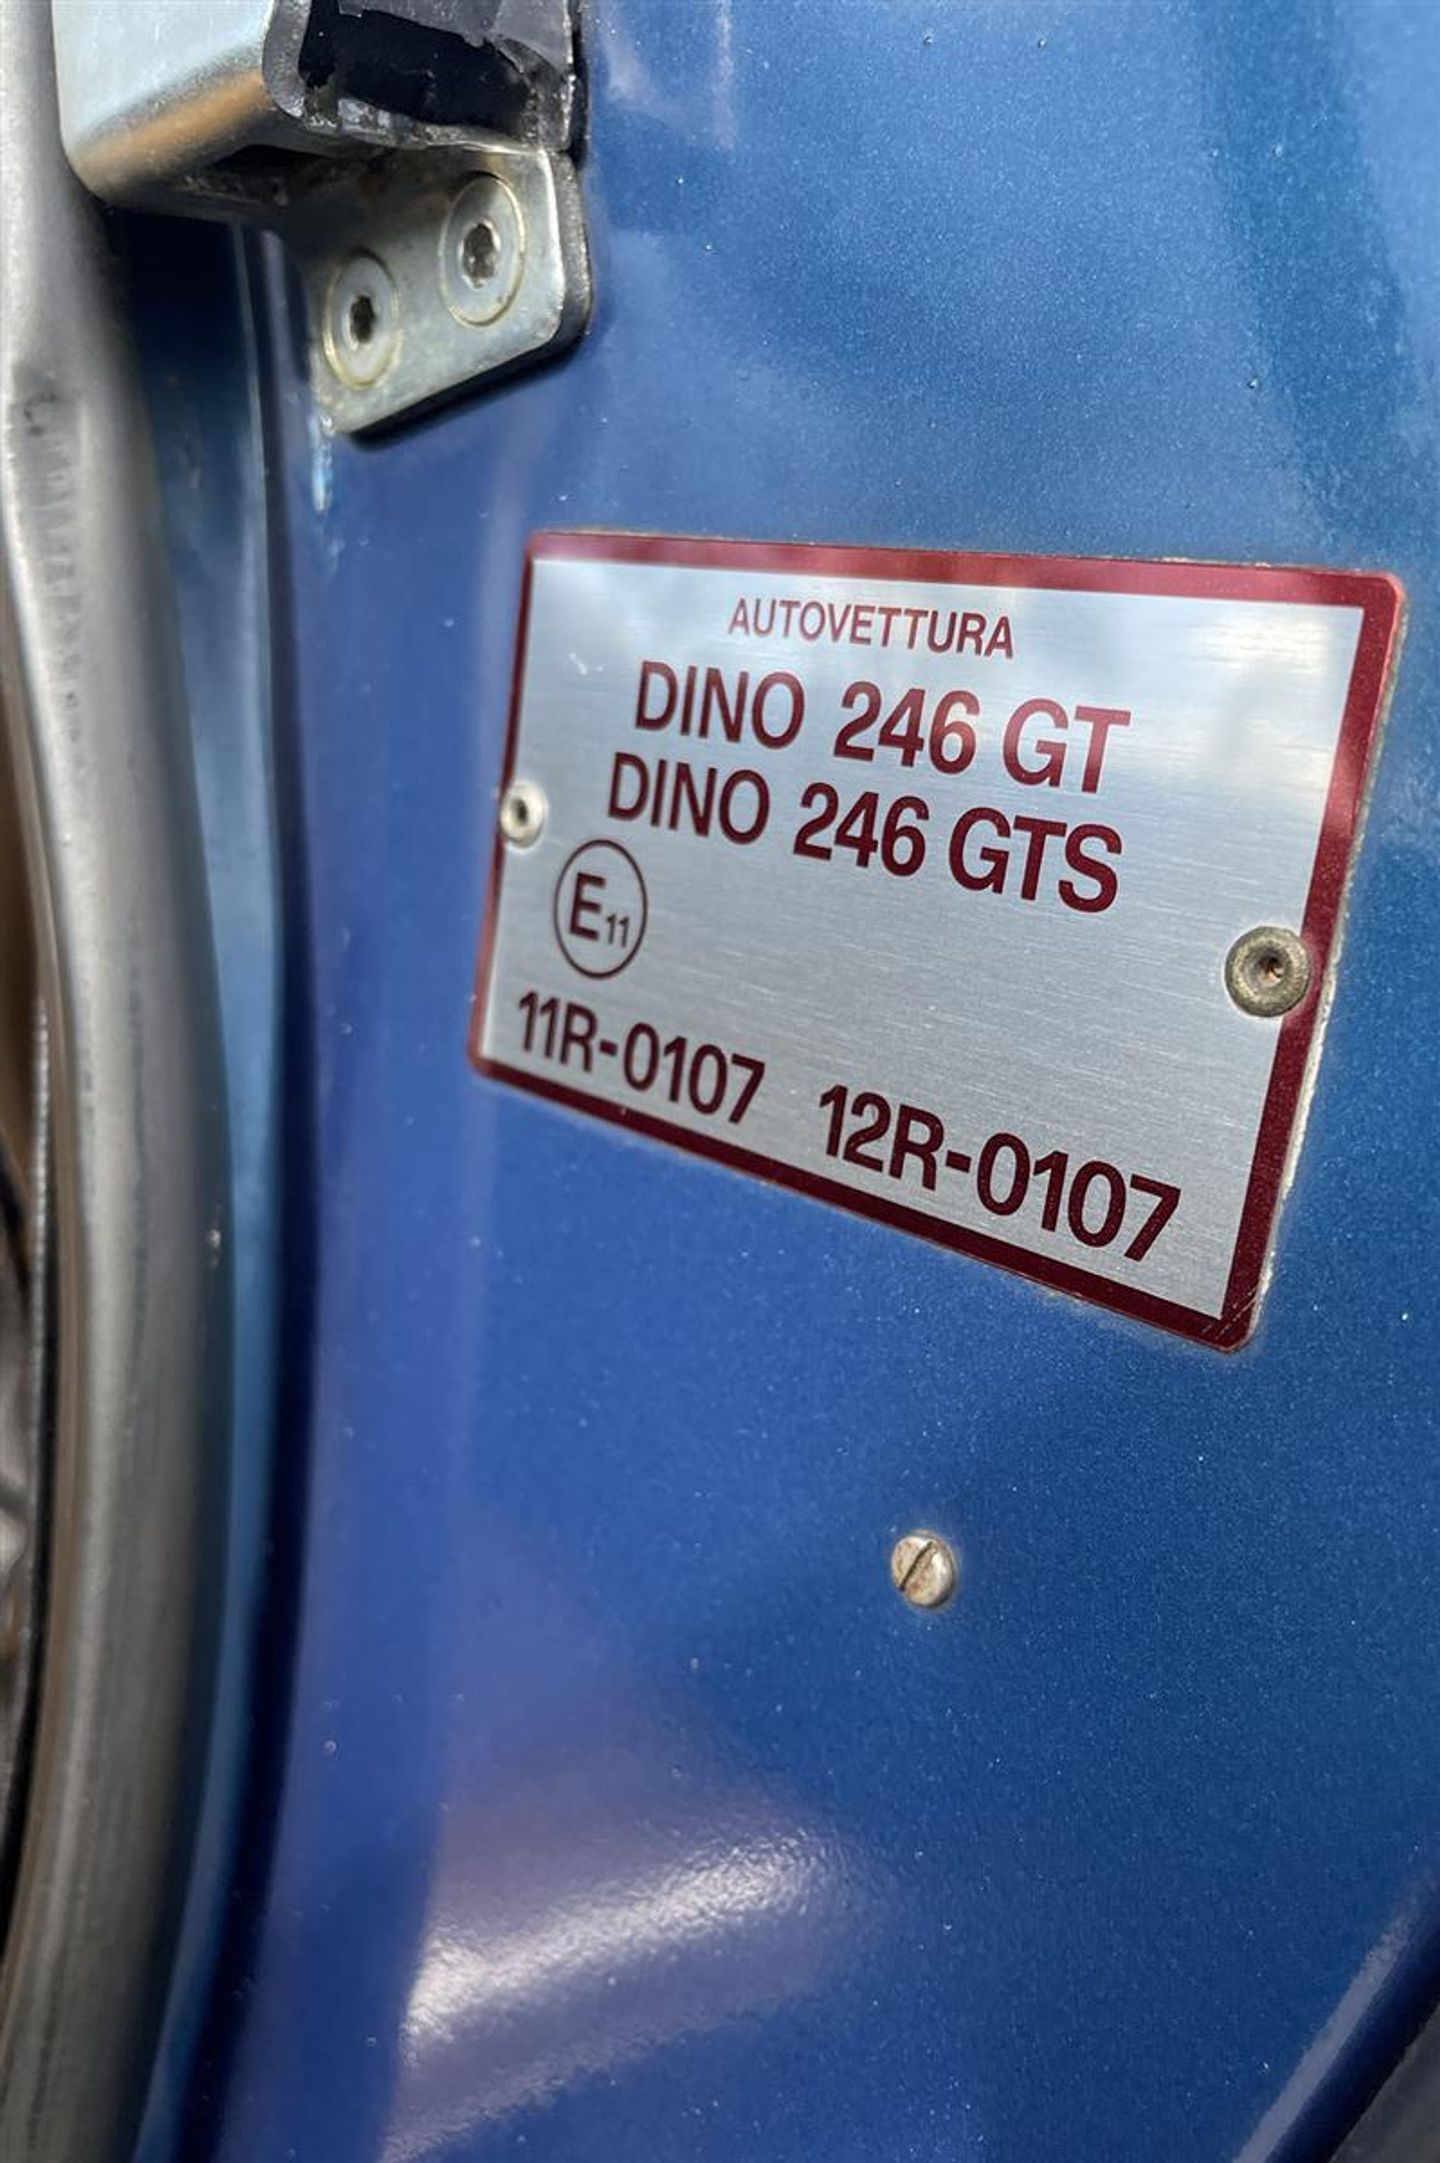 AUTOVETTURA
DINO 246 GT
DINO 246 GTS
E11
11R-0107 12R-0107